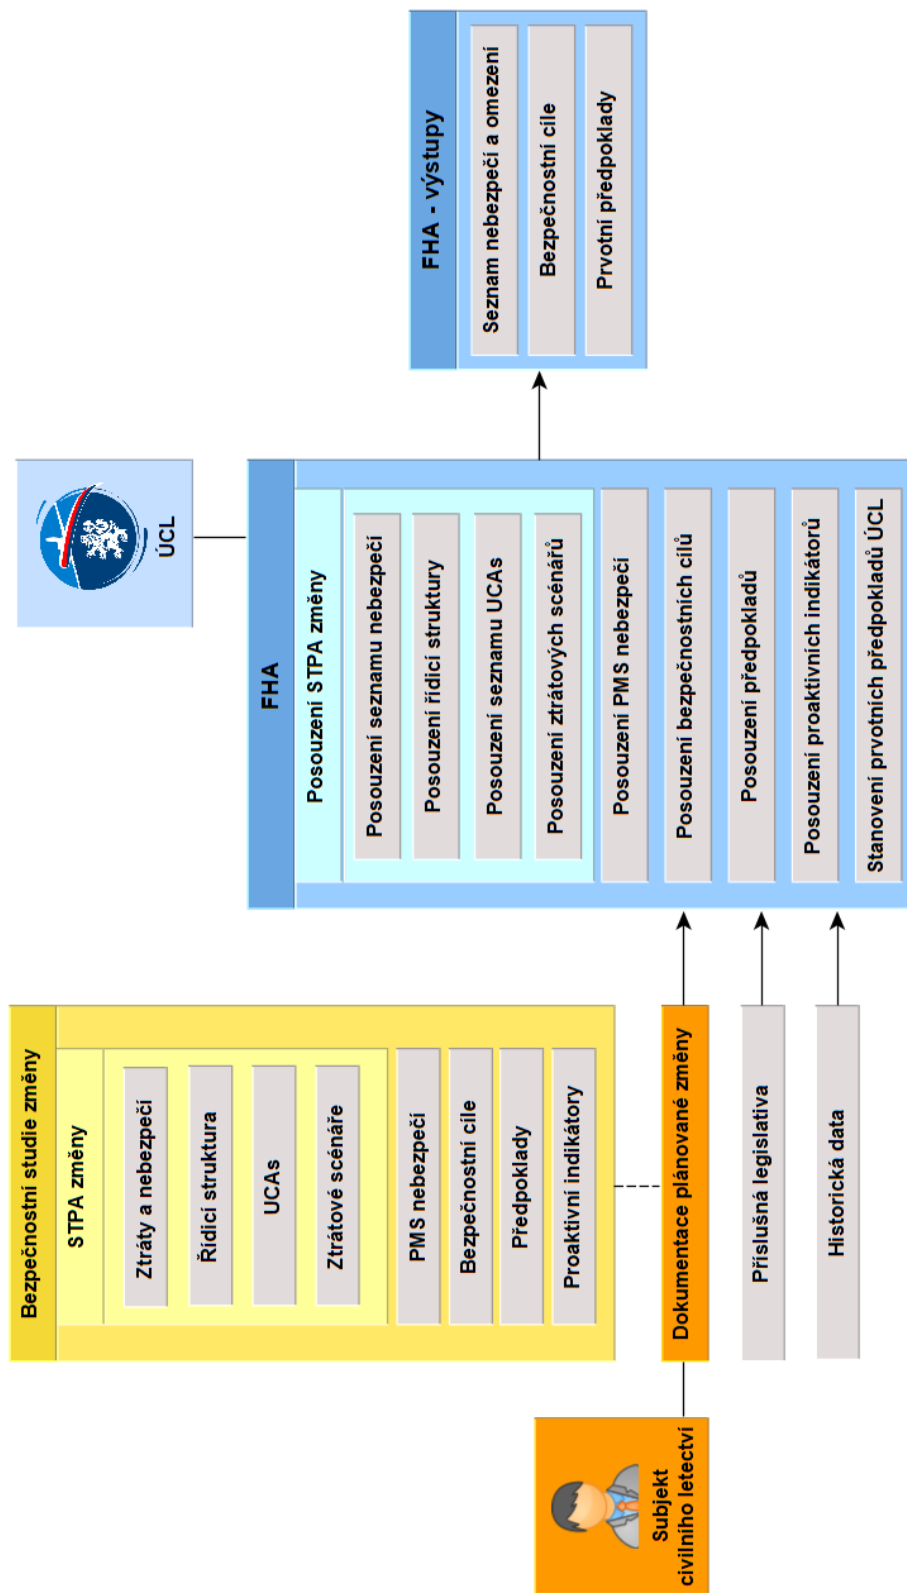 Bezpečnostní studie změny
STPA změny
Ztráty a nebezpečí
Řídicí struktura
UCAs
Ztrátové scénáře
PMS nebezpečí
Bezpečnostní cíle
Předpoklady
Proaktivní indikátory
Subjekt
civilního letectví
Dokumentace plánované změny
Příslušná legislativa
Historická data
ÚCL
FHA
Posouzení STPA změny
Posouzení seznamu nebezpečí
Posouzení řídicí struktury
Posouzení seznamu UCAs
Posouzení ztrátových scénářů
Posouzení PMS nebezpečí
Posouzení bezpečnostních cílů
Posouzení předpokladů
Posouzení proaktivních indikátorů
Stanovení prvotních předpokladů ÚCL
FHA - výstupy
Seznam nebezpečí a omezení
Bezpečnostní cíle
Prvotní předpoklady